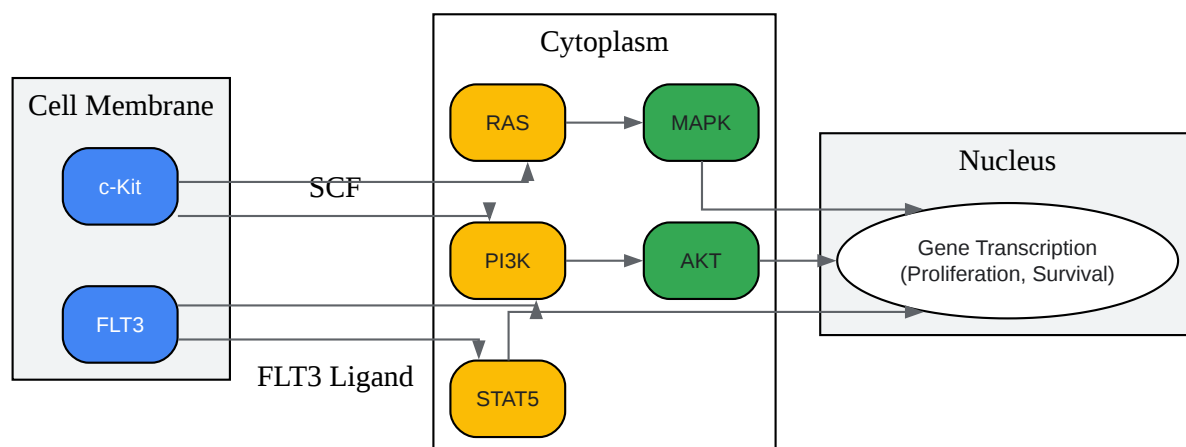 Cell Membrane
c-Kit
FLT3
SCF
FLT3 Ligand
Cytoplasm
RAS
MAPK
PI3K
AKT
STAT5
Nucleus
Gene Transcription
(Proliferation, Survival)